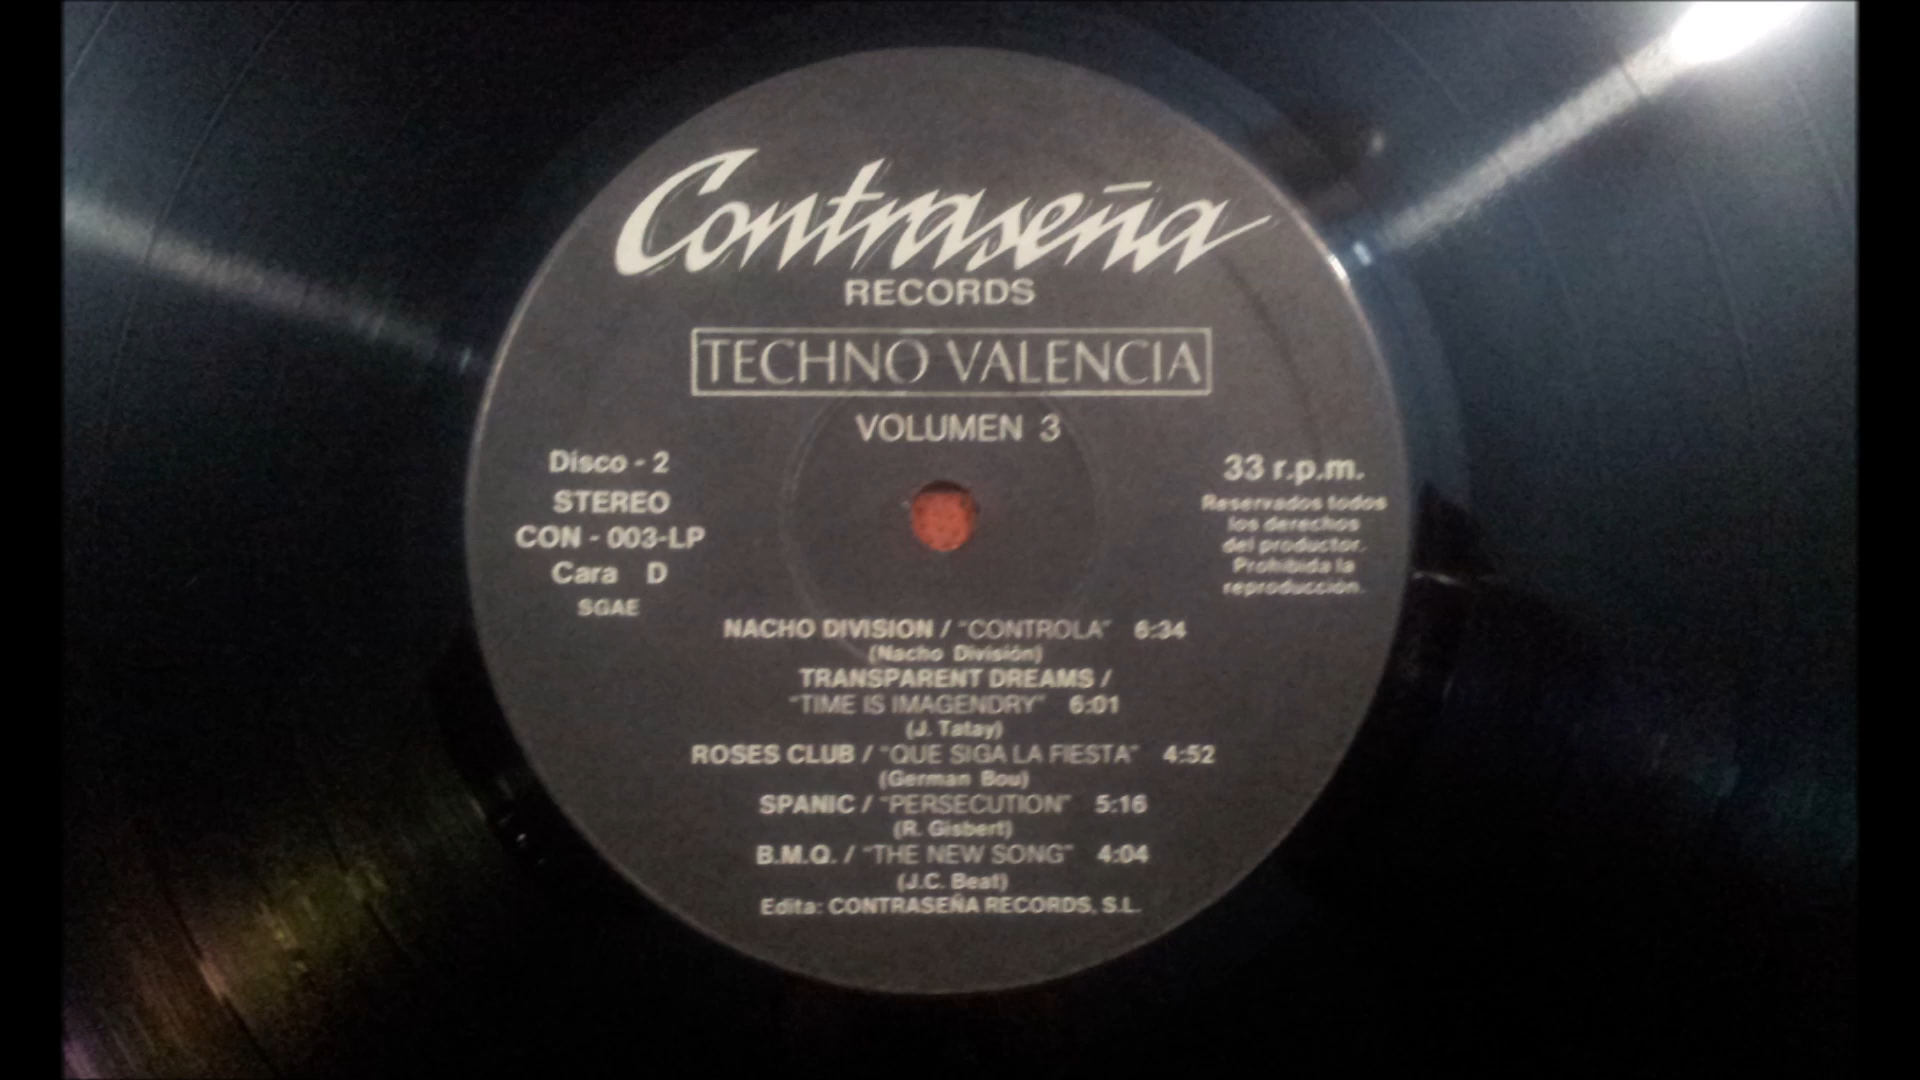 Contraseña
RECORDS
TECHNO VALENCIA
VOLUMEN 3
Disco - 2
STEREO
CON - 003-LP
Cara D
SGAE
33 r.p.m.
Reservados todos
los derechos
del productor.
Prohibida la
reproducción.
NACHO DIVISION / "CONTROLA" 6:34
(Nacho División)
TRANSPARENT DREAMS /
"TIME IS IMAGENDRY" 6:01
(J. Tatay)
ROSES CLUB / "QUE SIGA LA FIESTA" 4:52
(German Bou)
SPANIC / "PERSECUTION" 5:16
(R. Gisbert)
B.M.Q. / "THE NEW SONG" 4:04
(J.C. Beat)
Edita: CONTRASEÑA RECORDS, S.L.